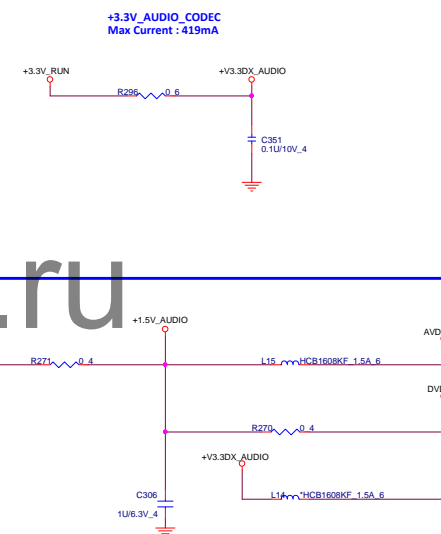 +3.3V_AUDIO_CODEC
Max Current : 419mA
+3.3V_RUN
+V3.3DX_AUDIO
R296 0_6
C351
0.1U/10V_4
.ru
+1.5V_AUDIO
AVD
R271 0_4
L15 HCB1608KF_1.5A_6
R270 0_4
+V3.3DX_AUDIO
L14 *HCB1608KF_1.5A_6
C306
1U/6.3V_4